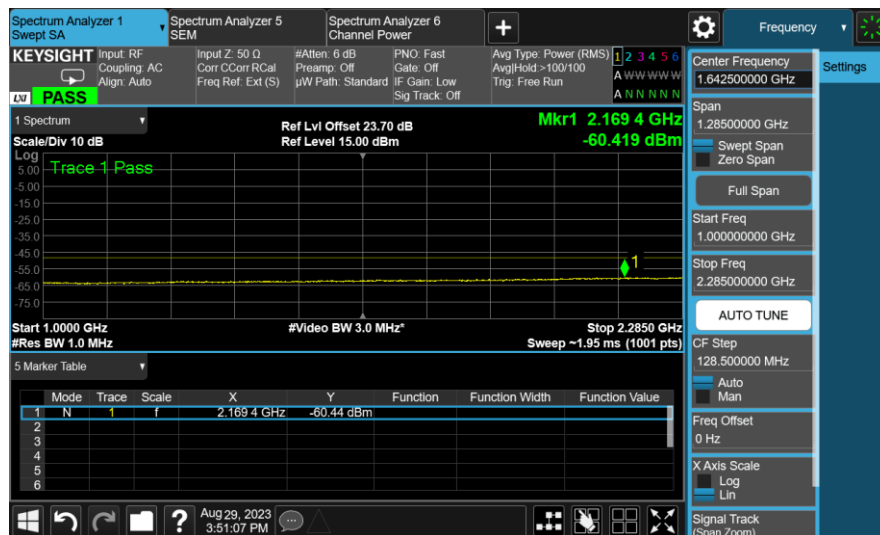 Spectrum Analyzer 1
Swept SA
Spectrum Analyzer 5
SEM
Spectrum Analyzer 6
Channel Power
+
Frequency
KEYSIGHT
LXI
PASS
Input: RF
Coupling: AC
Align: Auto
Input Z: 50 Ω
Corr CCorr RCal
Freq Ref: Ext (S)
#Atten: 6 dB
Preamp: Off
µW Path: Standard
PNO: Fast
Gate: Off
IF Gain: Low
Sig Track: Off
Avg Type: Power (RMS)
Avg|Hold:>100/100
Trig: Free Run
1 2 3 4 5 6
A W W W W W
A N N N N N
1 Spectrum
Scale/Div 10 dB
Ref Lvl Offset 23.70 dB
Ref Level 15.00 dBm
Mkr1 2.169 4 GHz
-60.419 dBm
Log
Trace 1 Pass
5.00
-5.00
-15.0
-25.0
-35.0
-45.0
-55.0
-65.0
-75.0
1
Start 1.0000 GHz
#Res BW 1.0 MHz
#Video BW 3.0 MHz*
Stop 2.2850 GHz
Sweep ~1.95 ms (1001 pts)
5 Marker Table
Mode Trace Scale X Y Function Function Width Function Value
1 N 1 f 2.169 4 GHz -60.44 dBm
2
3
4
5
6
?
Aug 29, 2023
3:51:07 PM
Center Frequency
1.642500000 GHz
Settings
Span
1.28500000 GHz
Swept Span
Zero Span
Full Span
Start Freq
1.000000000 GHz
Stop Freq
2.285000000 GHz
AUTO TUNE
CF Step
128.500000 MHz
Auto
Man
Freq Offset
0 Hz
X Axis Scale
Log
Lin
Signal Track
(Span Zoom)